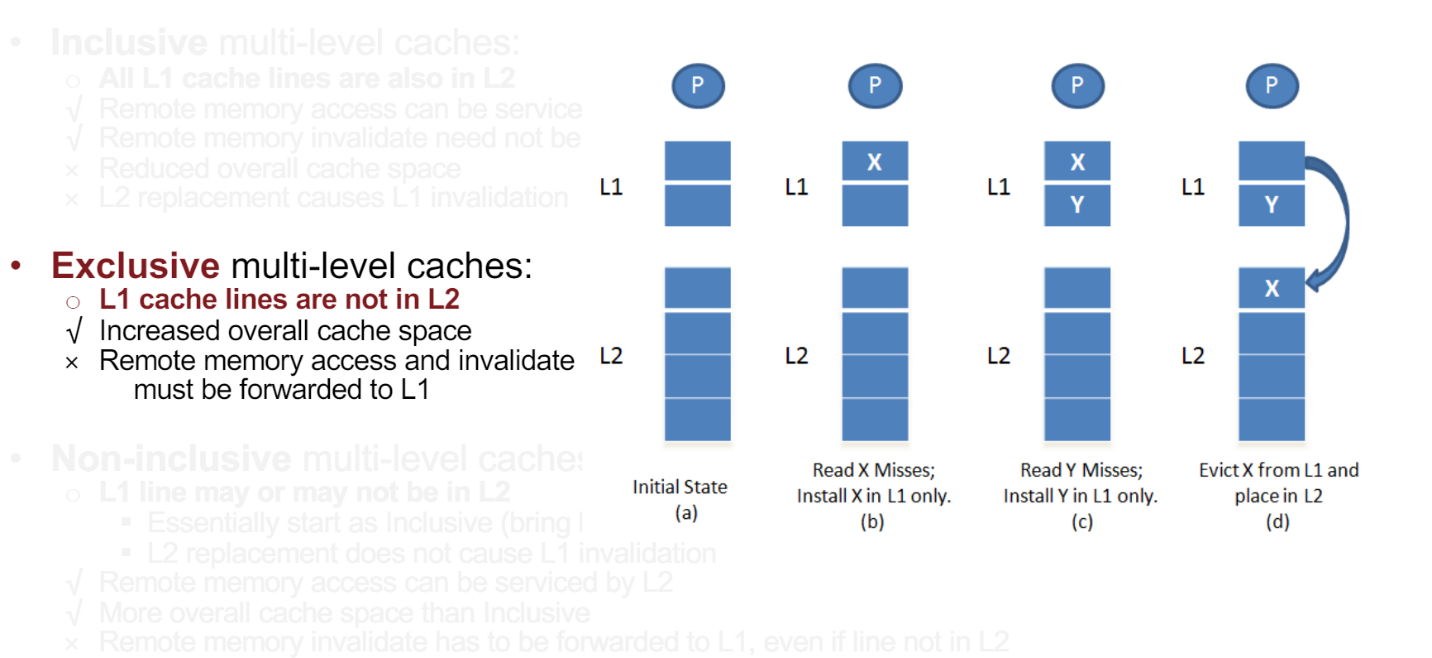 • Inclusive multi-level caches:
○ All L1 cache lines are also in L2
√ Remote memory access can be service
√ Remote memory invalidate need not be
× Reduced overall cache space
× L2 replacement causes L1 invalidation
• Exclusive multi-level caches:
○ L1 cache lines are not in L2
√ Increased overall cache space
× Remote memory access and invalidate
must be forwarded to L1
• Non-inclusive multi-level caches
○ L1 line may or may not be in L2
▪ Essentially start as Inclusive (bring
▪ L2 replacement does not cause L1 invalidation
√ Remote memory access can be serviced by L2
√ More overall cache space than Inclusive
× Remote memory invalidate has to be forwarded to L1, even if line not in L2
P
L1
L2
Initial State
(a)
P
L1
X
L2
Read X Misses;
Install X in L1 only.
(b)
P
L1
X
Y
L2
Read Y Misses;
Install Y in L1 only.
(c)
P
L1
Y
X
L2
Evict X from L1 and
place in L2
(d)